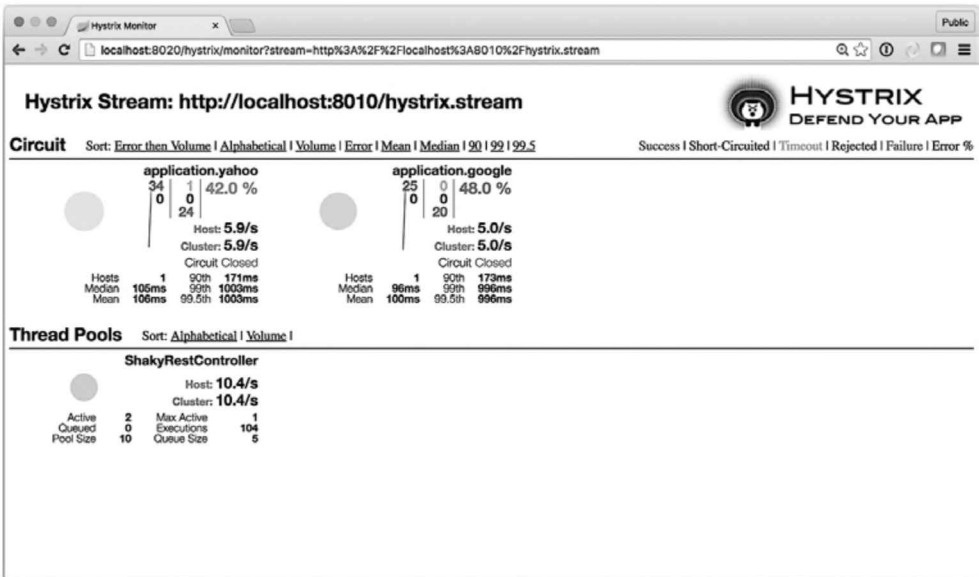 Hystrix Monitor
Public
localhost:8020/hystrix/monitor?stream=http%3A%2F%2Flocalhost%3A8010%2Fhystrix.stream
Hystrix Stream: http://localhost:8010/hystrix.stream
HYSTRIX
DEFEND YOUR APP
Circuit Sort: Error then Volume | Alphabetical | Volume | Error | Mean | Median | 90 | 99 | 99.5
Success | Short-Circuited | Timeout | Rejected | Failure | Error %
application.yahoo
34 1 42.0 %
0 0
24
Host: 5.9/s
Cluster: 5.9/s
Circuit Closed
Hosts 1 90th 171ms
Median 105ms 99th 1003ms
Mean 106ms 99.5th 1003ms
application.google
25 0 48.0 %
0 0
20
Host: 5.0/s
Cluster: 5.0/s
Circuit Closed
Hosts 1 90th 173ms
Median 96ms 99th 996ms
Mean 100ms 99.5th 996ms
Thread Pools Sort: Alphabetical | Volume |
ShakyRestController
Host: 10.4/s
Cluster: 10.4/s
Active 2 Max Active 1
Queued 0 Executions 104
Pool Size 10 Queue Size 5